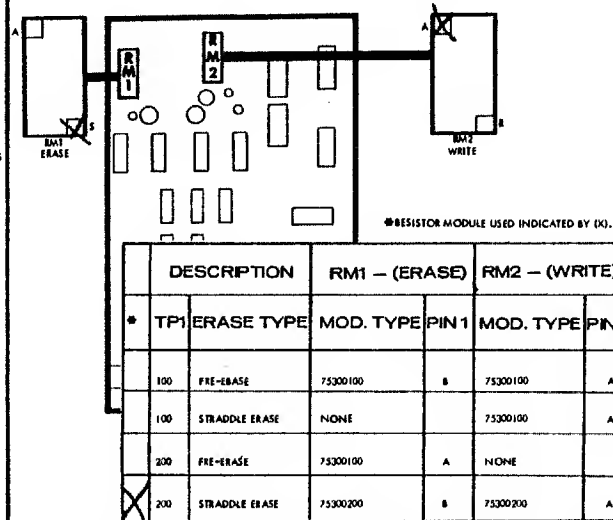 A
RM1
RM2
A
S
RM1
ERASE
B
RM2
WRITE
*RESISTOR MODULE USED INDICATED BY (X).
DESCRIPTION RM1 – (ERASE) RM2 – (WRITE)
* TP1 ERASE TYPE MOD. TYPE PIN 1 MOD. TYPE PIN
100 PRE-ERASE 75300100 B 75300100 A
100 STRADDLE ERASE NONE 75300100 A
200 PRE-ERASE 75300100 A NONE
X 200 STRADDLE ERASE 75300200 B 75300200 A